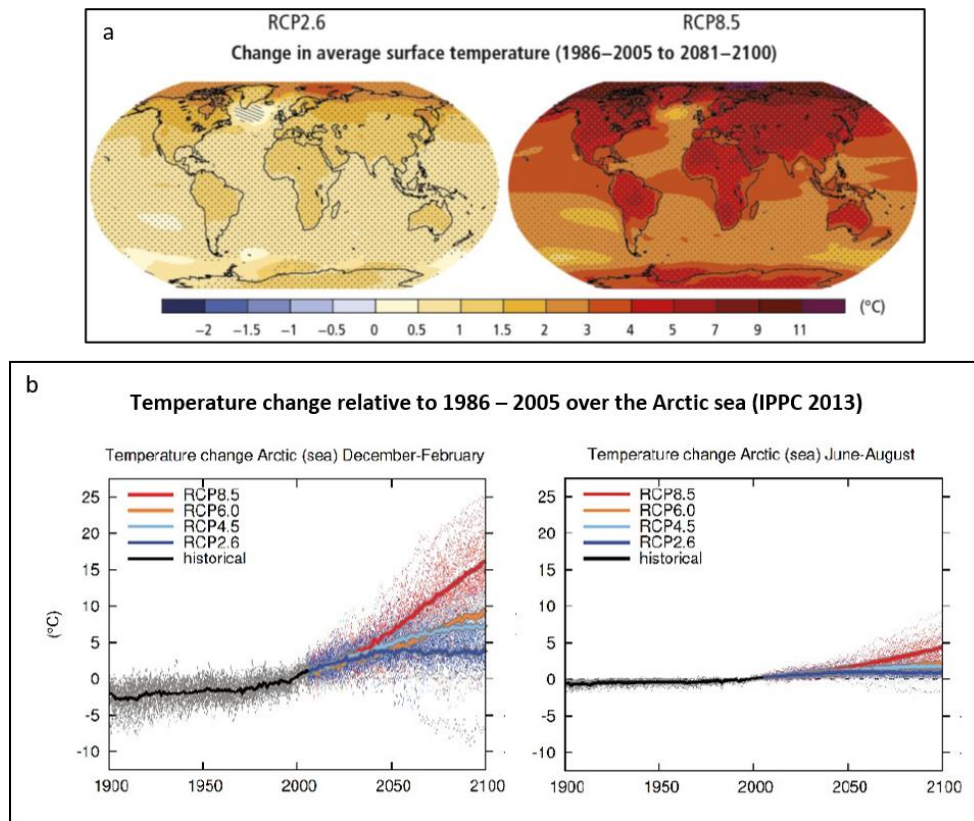 a
RCP2.6
RCP8.5
Change in average surface temperature (1986–2005 to 2081–2100)
(°C)
−2 −1.5 −1 −0.5 0 0.5 1 1.5 2 3 4 5 7 9 11
b
Temperature change relative to 1986 – 2005 over the Arctic sea (IPPC 2013)
Temperature change Arctic (sea) December-February
RCP8.5
RCP6.0
RCP4.5
RCP2.6
historical
(°C)
25
20
15
10
5
0
-5
-10
1900 1950 2000 2050 2100
Temperature change Arctic (sea) June-August
RCP8.5
RCP6.0
RCP4.5
RCP2.6
historical
25
20
15
10
5
0
-5
-10
1900 1950 2000 2050 2100